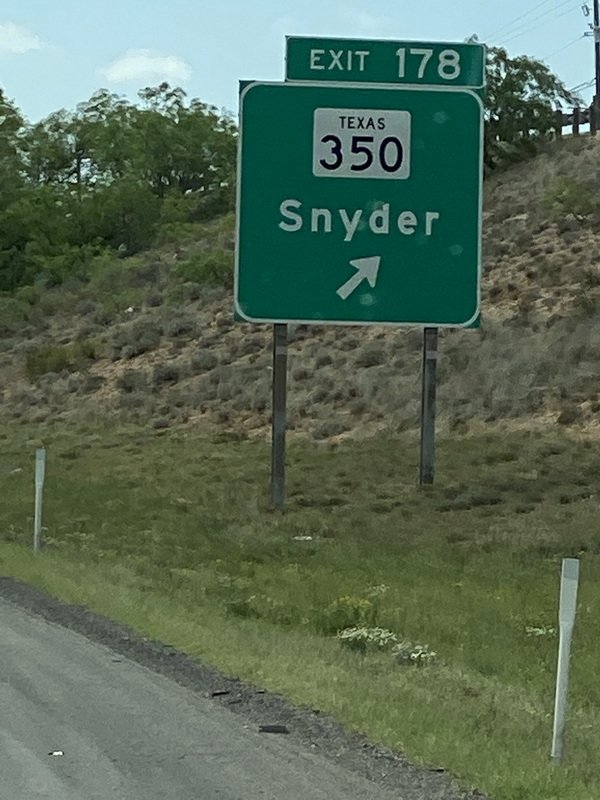 EXIT 178
TEXAS
350
Snyder